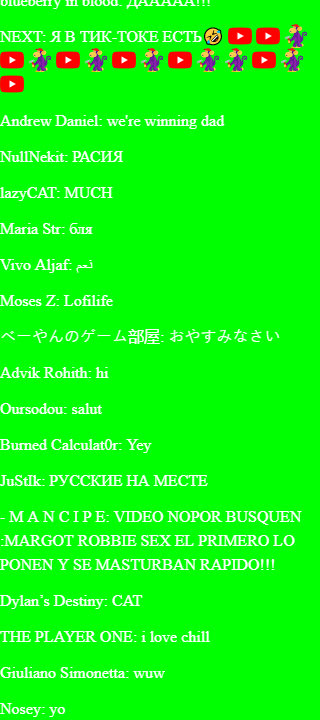 blueberry in blood: ДААААА!!!
NEXT: Я В ТИК-ТОКЕ ЕСТЬ
Andrew Daniel: we're winning dad
NullNekit: РАСИЯ
lazyCAT: MUCH
Maria Str: бля
Vivo Aljaf:
Moses Z: Lofilife
べーやんのゲーム部屋: おやすみなさい
Advik Rohith: hi
Oursodou: salut
Burned Calculat0r: Yey
JuStIk: РУССКИЕ НА МЕСТЕ
- M A N C I P E: VIDEO NOPOR BUSQUEN
:MARGOT ROBBIE SEX EL PRIMERO LO
PONEN Y SE MASTURBAN RAPIDO!!!
Dylan's Destiny: CAT
THE PLAYER ONE: i love chill
Giuliano Simonetta: wuw
Nosey: yo